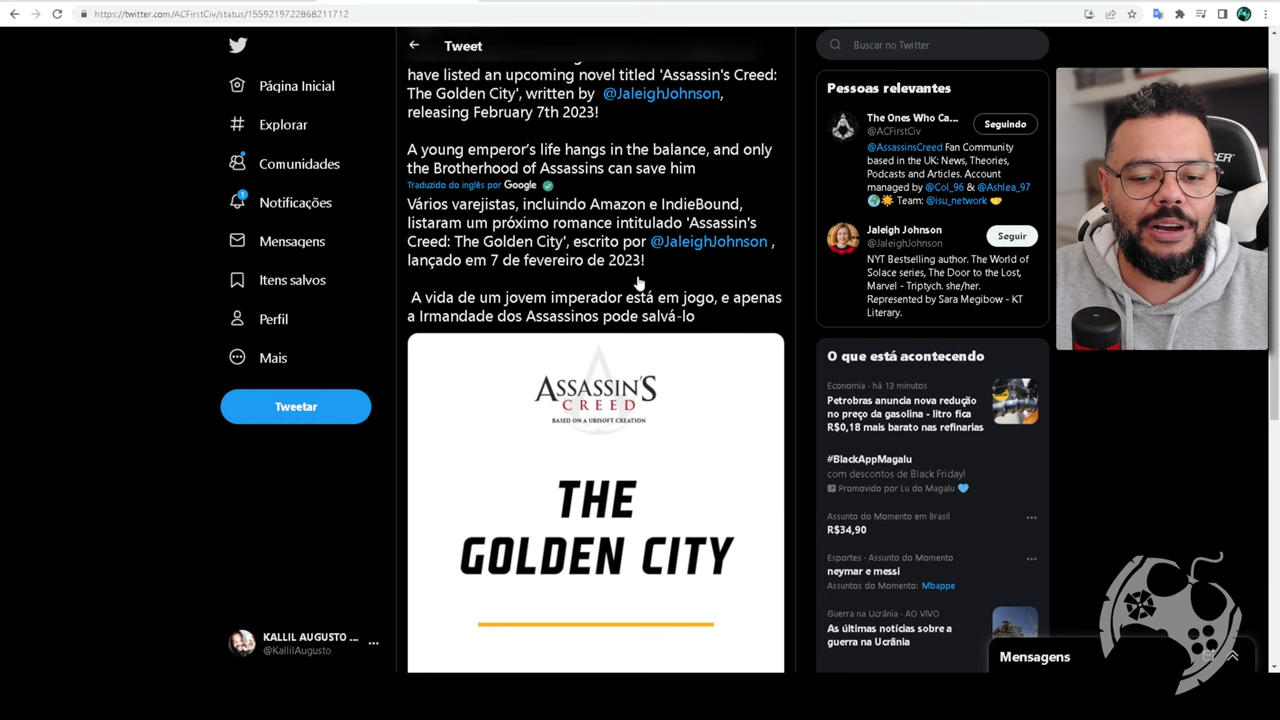 https://twitter.com/ACFirstCiv/status/1559219722868211712
Página Inicial
Explorar
Comunidades
1
Notificações
Mensagens
Itens salvos
Perfil
Mais
Tweetar
KALLIL AUGUSTO ...
@KallilAugusto
Tweet
have listed an upcoming novel titled 'Assassin's Creed:
The Golden City', written by @JaleighJohnson,
releasing February 7th 2023!
A young emperor's life hangs in the balance, and only
the Brotherhood of Assassins can save him
Traduzido do inglês por Google
Vários varejistas, incluindo Amazon e IndieBound,
listaram um próximo romance intitulado 'Assassin's
Creed: The Golden City', escrito por @JaleighJohnson ,
lançado em 7 de fevereiro de 2023!
A vida de um jovem imperador está em jogo, e apenas
a Irmandade dos Assassinos pode salvá-lo
ASSASSIN'S
CREED
BASED ON A UBISOFT CREATION
THE
GOLDEN CITY
Buscar no Twitter
Pessoas relevantes
The Ones Who Ca...
@ACFirstCiv
Seguindo
@AssassinsCreed Fan Community
based in the UK: News, Theories,
Podcasts and Articles. Account
managed by @Col_96 & @Ashlea_97
Team: @isu_network
Jaleigh Johnson
@JaleighJohnson
Seguir
NYT Bestselling author. The World of
Solace series, The Door to the Lost,
Marvel - Triptych. she/her.
Represented by Sara Megibow - KT
Literary.
O que está acontecendo
Economia · há 13 minutos
Petrobras anuncia nova redução
no preço da gasolina - litro fica
R$0,18 mais barato nas refinarias
#BlackAppMagalu
com descontos de Black Friday!
Promovido por Lu do Magalu
Assunto do Momento em Brasil
R$34,90
Esportes · Assunto do Momento
neymar e messi
Assuntos do Momento: Mbappe
Guerra na Ucrânia · AO VIVO
As últimas notícias sobre a
guerra na Ucrânia
Mensagens